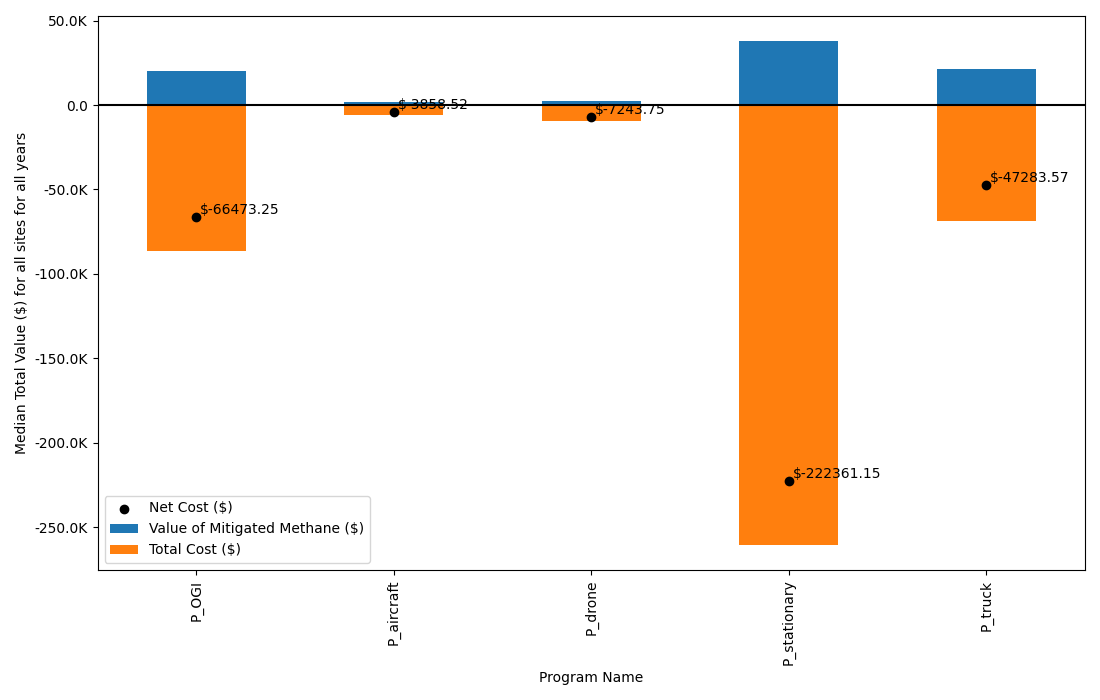 50.0K
0.0
-50.0K
-100.0K
-150.0K
-200.0K
-250.0K
Median Total Value ($) for all sites for all years
$-66473.25
$-3858.52
$-7243.75
$-222361.15
$-47283.57
Net Cost ($)
Value of Mitigated Methane ($)
Total Cost ($)
P_OGI
P_aircraft
P_drone
P_stationary
P_truck
Program Name